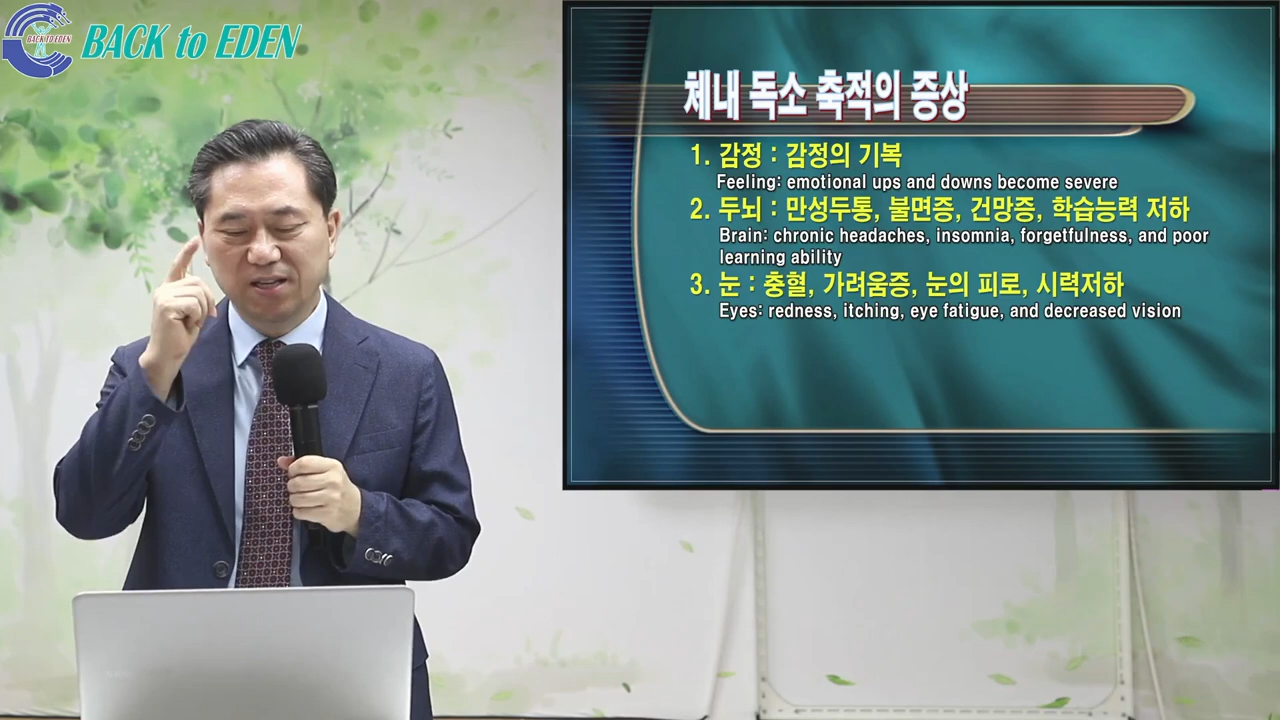 BACK TO EDEN
BACK to EDEN
체내 독소 축적의 증상
1. 감정 : 감정의 기복
Feeling: emotional ups and downs become severe
2. 두뇌 : 만성두통, 불면증, 건망증, 학습능력 저하
Brain: chronic headaches, insomnia, forgetfulness, and poor
learning ability
3. 눈 : 충혈, 가려움증, 눈의 피로, 시력저하
Eyes: redness, itching, eye fatigue, and decreased vision